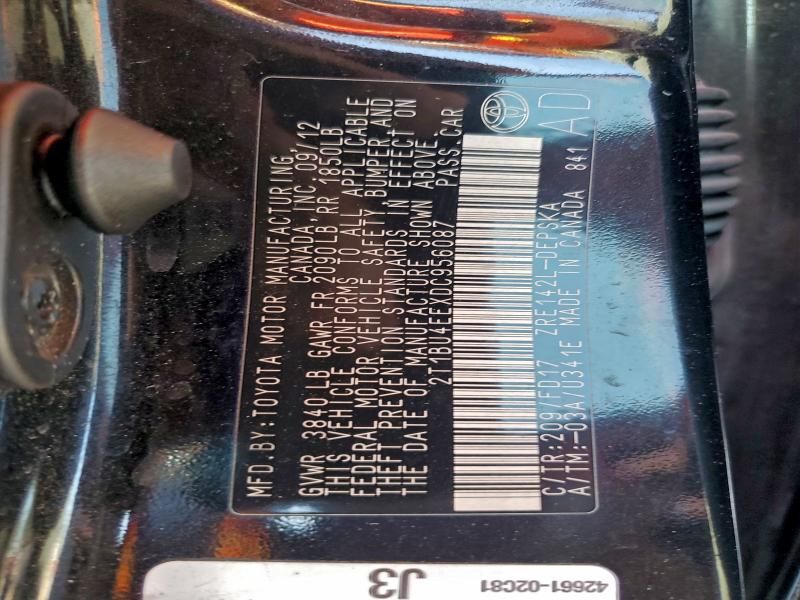 MFD.BY:TOYOTA MOTOR MANUFACTURING
CANADA, INC. 09/12
GVWR 3840LB GAWR FR 2090LB RR 1850LB
THIS VEHICLE CONFORMS TO ALL APPLICABLE
FEDERAL MOTOR VEHICLE SAFETY, BUMPER, AND
THEFT PREVENTION STANDARDS IN EFFECT ON
THE DATE OF MANUFACTURE SHOWN ABOVE.
2T1BU4EEXDC956087 PASS.CAR
C/TR:209/FD17 ZRE142L-DEPSKA
A/TM:-03A/U341E MADE IN CANADA 841
AD
J3
42661-02C81